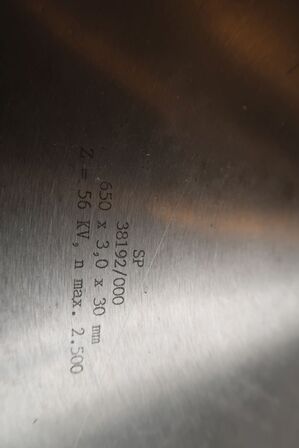 SP
38192/000
650 x 3,0 x 30 mm
Z = 56 KV, n max. 2.500